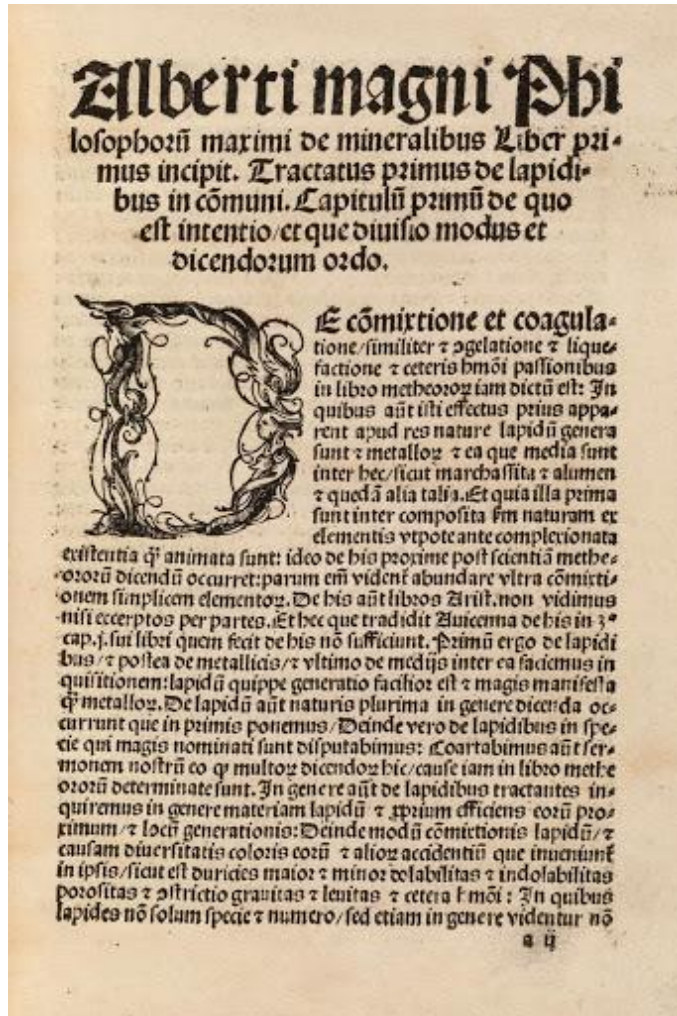 Alberti magni Phi
losophorū maximi de mineralibus Liber pri⸗
mus incipit. Tractatus primus de lapidi⸗
bus in cōmuni. Capitulū primū de quo
est intentio/et que diuisio modus et
dicendorum ordo.
DE cōmixtione et coagula⸗
tione/similiter ⁊ ꝯgelatione ⁊ lique⸗
factione ⁊ ceteris hmōi passionibus
in libro metheoroꝝ iam dictū est: In
quibus aūt isti effectus prius appa⸗
rent apud res nature lapidū genera
sunt ⁊ metalloꝝ ⁊ ea que media sunt
inter hec/sicut marchassita ⁊ alumen
⁊ quedā alia talia. Et quia illa prima
sunt inter composita naturam ex
elementis vtpote ante complexionata
existentia ꝙ̄ animata sunt: ideo de his proxime post scientiā methe⸗
ororū dicendū occurret: parum em̄ vident̄ abundare vltra cōmixti⸗
onem simplicem elementoꝝ. De his aūt libros Arist. non vidimus
nisi excerptos per partes. Et hec que tradidit Auicenna de his in 3ᵒ
cap. j. sui libri quem fecit de his nō sufficiunt. Primū ergo de lapidi
bus/⁊ postea de metallicis/⁊ vltimo de medijs inter ea faciemus in
quisitionem: lapidū quippe generatio facilior est ⁊ magis manifesta
ꝙ̄ metalloꝝ. De lapidū aūt naturis plurima in genere dicenda oc⸗
currunt que in primis ponemus/Deinde vero de lapidibus in spe⸗
cie qui magis nominati sunt disputabimus: Coartabimus aūt ser⸗
monem nostrū eo ꝙ multoꝝ dicendoꝝ hic/cause iam in libro methe
ororū determinate sunt. In genere aūt de lapidibus tractantes in⸗
quiremus in genere materiam lapidū ⁊ ꝓprium efficiens eorū pro⸗
ximum/⁊ locū generationis: Deinde modū cōmixtionis lapidū/⁊
causam diuersitatis coloris eorū ⁊ alioꝝ accidentiū que inueniunt̄
in ipsis/sicut est duricies maior ⁊ minor dolabilitas ⁊ indolabilitas
porositas ⁊ ꝯstrictio grauitas ⁊ leuitas ⁊ cetera hmōi: In quibus
lapides nō solum specie ⁊ numero/sed etiam in genere videntur nō
a ij